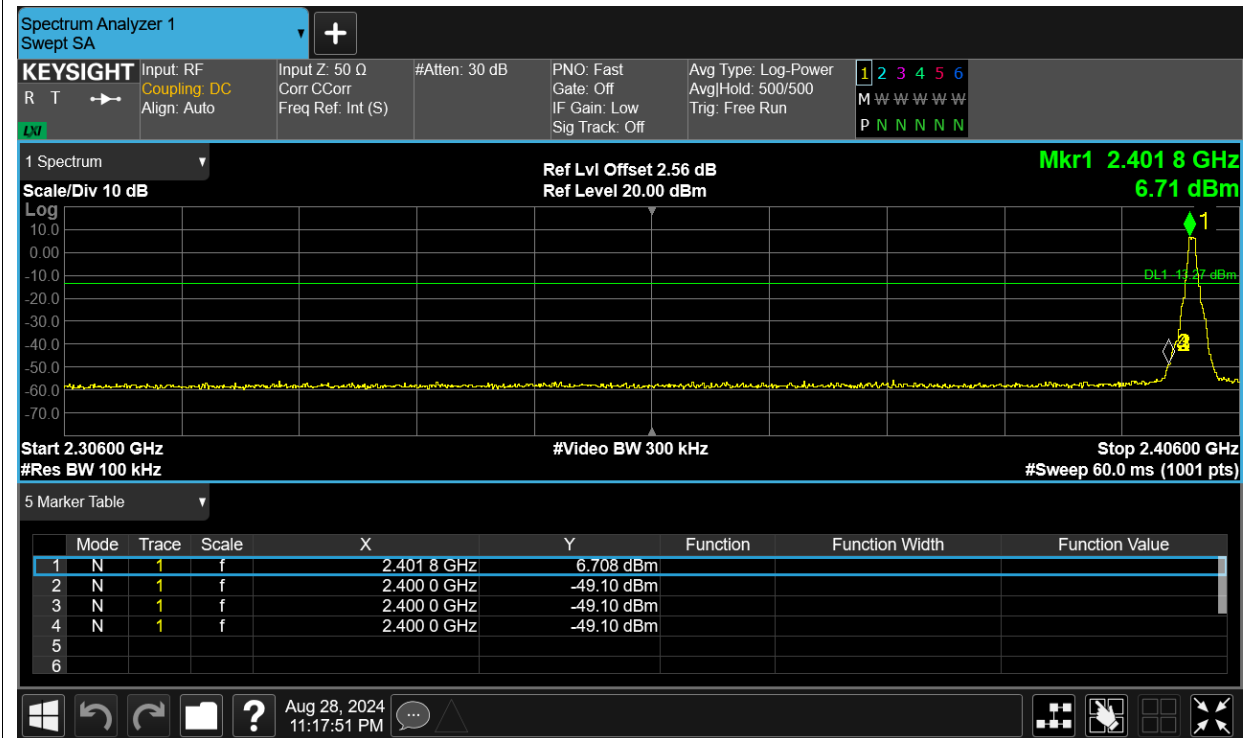 Spectrum Analyzer 1
Swept SA
KEYSIGHT
R T
LXI
Input: RF
Coupling: DC
Align: Auto
Input Z: 50 Ω
Corr CCorr
Freq Ref: Int (S)
#Atten: 30 dB
PNO: Fast
Gate: Off
IF Gain: Low
Sig Track: Off
Avg Type: Log-Power
Avg|Hold: 500/500
Trig: Free Run
1 2 3 4 5 6
M W W W W W
P N N N N N
1 Spectrum
Scale/Div 10 dB
Ref Lvl Offset 2.56 dB
Ref Level 20.00 dBm
Mkr1 2.401 8 GHz
6.71 dBm
Log
10.0
0.00
-10.0
-20.0
-30.0
-40.0
-50.0
-60.0
-70.0
1
DL1 -13.27 dBm
Start 2.30600 GHz
#Res BW 100 kHz
#Video BW 300 kHz
Stop 2.40600 GHz
#Sweep 60.0 ms (1001 pts)
5 Marker Table
Mode Trace Scale X Y Function Function Width Function Value
1 N 1 f 2.401 8 GHz 6.708 dBm
2 N 1 f 2.400 0 GHz -49.10 dBm
3 N 1 f 2.400 0 GHz -49.10 dBm
4 N 1 f 2.400 0 GHz -49.10 dBm
5
6
?
Aug 28, 2024
11:17:51 PM